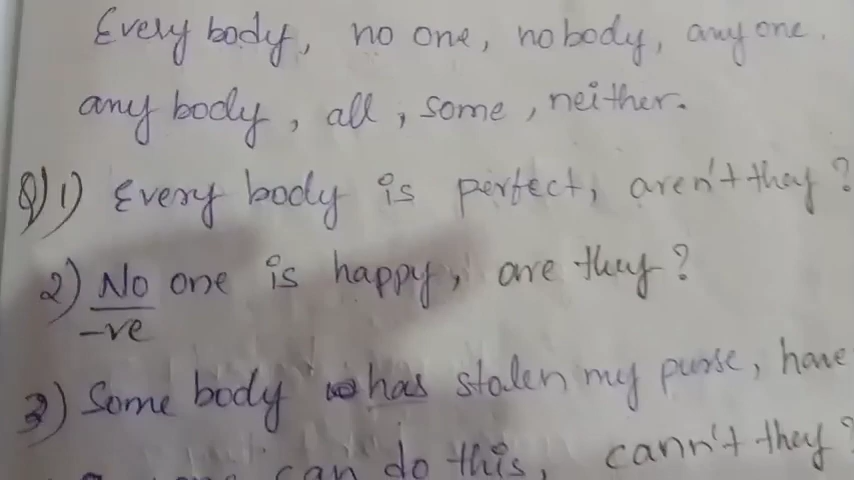 Every body, no one, nobody, any one.
any body, all, some, neither.
Q) 1) Every body is perfect, aren't they?
2) No one is happy, are they?
-ve
3) Some body has stolen my purse, have
can do this, cann't they?